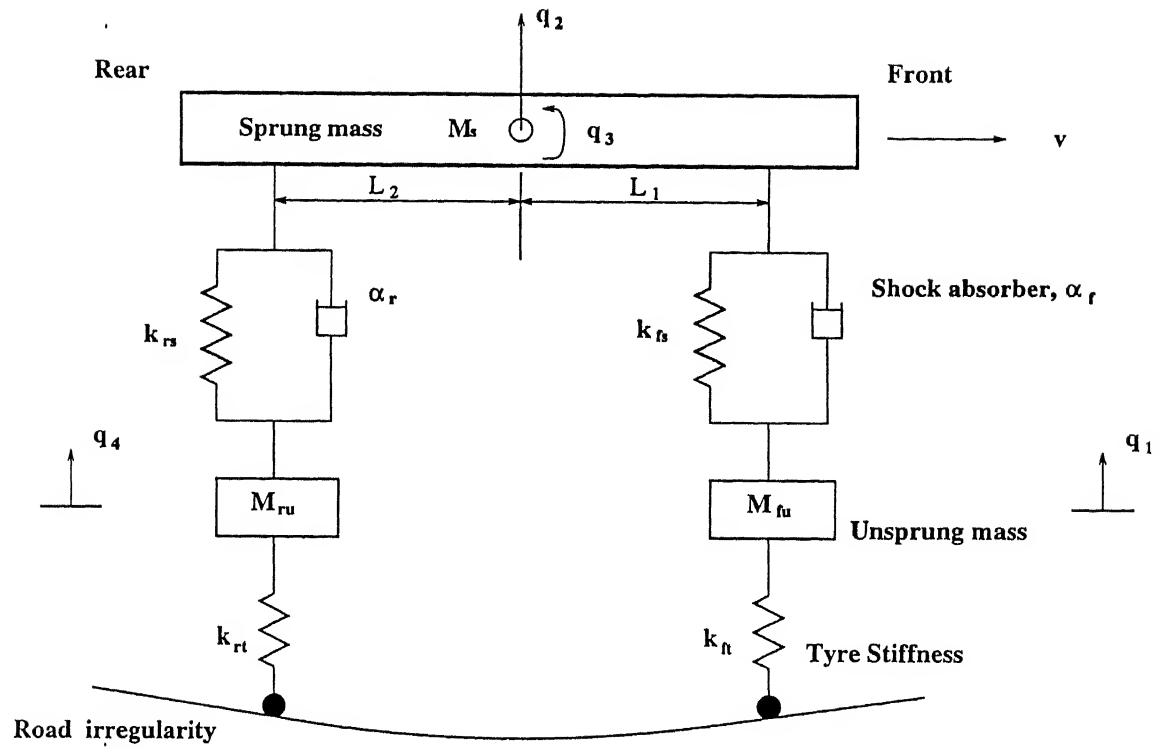 q 2
Rear
Front
Sprung mass
Ms
q 3
v
L 2
L 1
α r
Shock absorber, α f
k rs
k fs
q 4
q 1
M ru
M fu
Unsprung mass
k rt
k ft
Tyre Stiffness
Road irregularity